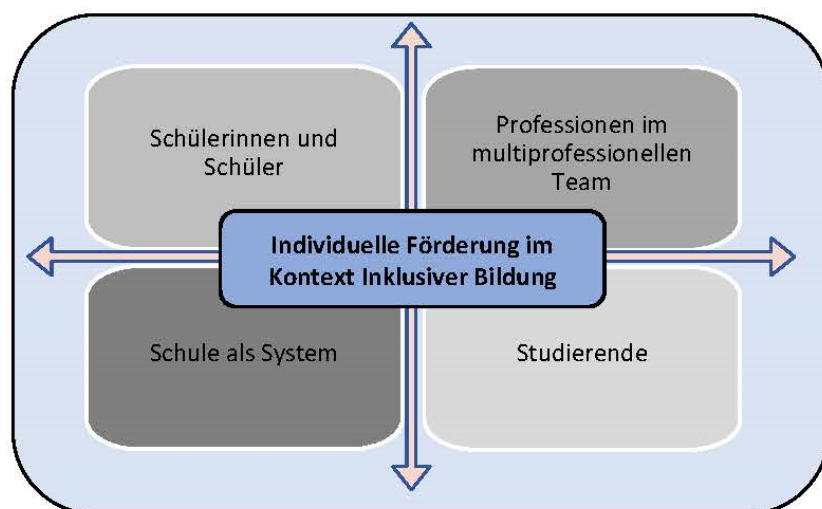 Schülerinnen und
Schüler
Professionen im
multiprofessionellen
Team
Individuelle Förderung im
Kontext Inklusiver Bildung
Schule als System
Studierende